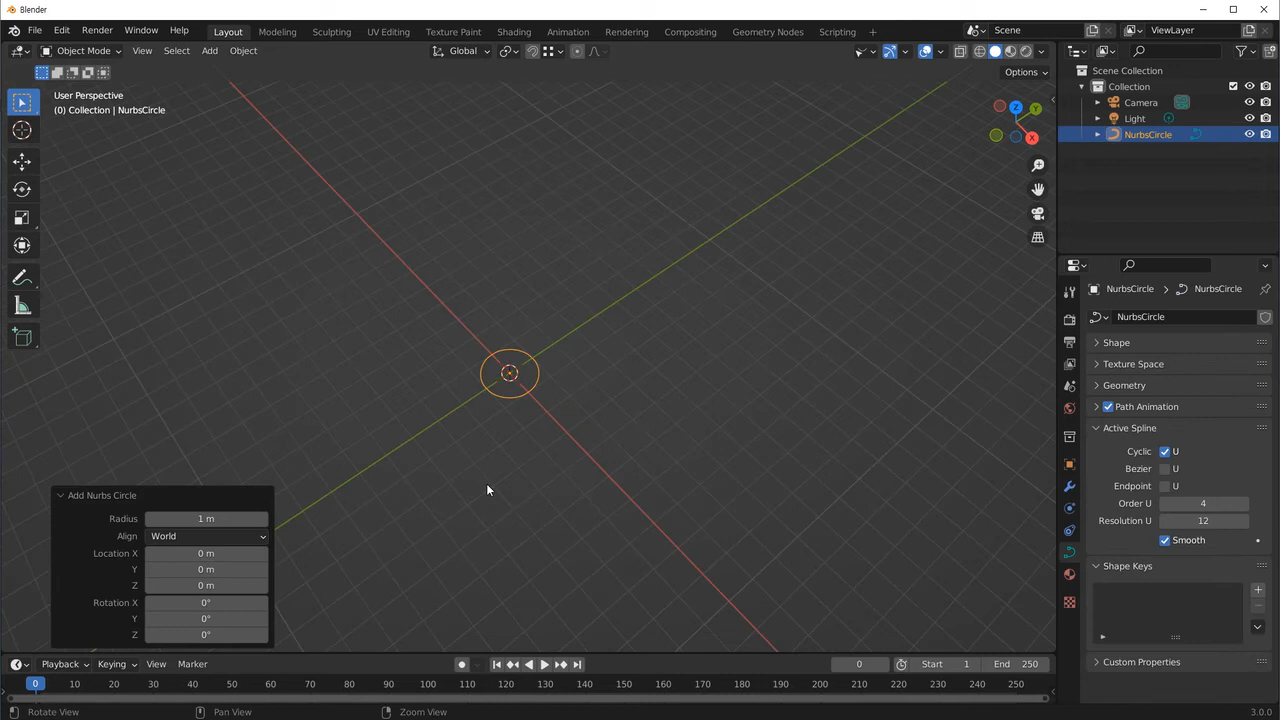 Blender
File Edit Render Window Help Layout Modeling Sculpting UV Editing Texture Paint Shading Animation Rendering Compositing Geometry Nodes Scripting + Scene ViewLayer
Object Mode View Select Add Object Global
Options
User Perspective
(0) Collection | NurbsCircle
Z
Y
X
Scene Collection
Collection
Camera
Light
NurbsCircle
NurbsCircle > NurbsCircle
NurbsCircle
Shape
Texture Space
Geometry
Path Animation
Active Spline
Cyclic U
Bezier U
Endpoint U
Order U 4
Resolution U 12
Smooth
Shape Keys
Custom Properties
Add Nurbs Circle
Radius 1 m
Align World
Location X 0 m
Y 0 m
Z 0 m
Rotation X 0°
Y 0°
Z 0°
Playback Keying View Marker 0 Start 1 End 250
0 10 20 30 40 50 60 70 80 90 100 110 120 130 140 150 160 170 180 190 200 210 220 230 240 250
Rotate View Pan View Zoom View 3.0.0